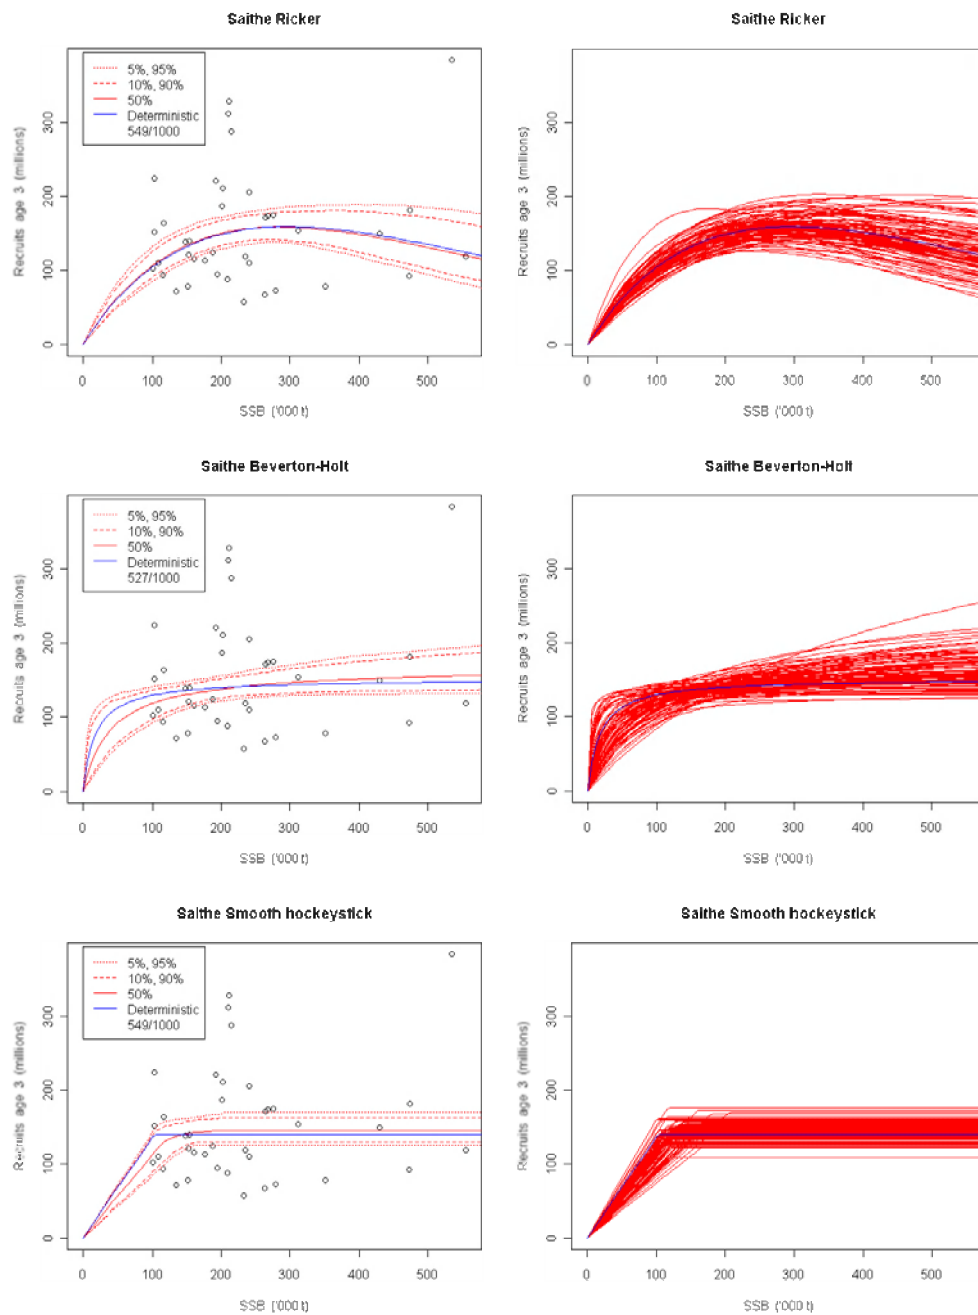 Saithe Ricker
5%, 95%
10%, 90%
50%
Deterministic
549/1000
Recruits age 3 (millions)
0 100 200 300
0 100 200 300 400 500
SSB ('000 t)
Saithe Ricker
Recruits age 3 (millions)
0 100 200 300
0 100 200 300 400 500
SSB ('000 t)
Saithe Beverton-Holt
5%, 95%
10%, 90%
50%
Deterministic
527/1000
Recruits age 3 (millions)
0 100 200 300
0 100 200 300 400 500
SSB ('000 t)
Saithe Beverton-Holt
Recruits age 3 (millions)
0 100 200 300
0 100 200 300 400 500
SSB ('000 t)
Saithe Smooth hockeystick
5%, 95%
10%, 90%
50%
Deterministic
549/1000
Recruits age 3 (millions)
0 100 200 300
0 100 200 300 400 500
SSB ('000 t)
Saithe Smooth hockeystick
Recruits age 3 (millions)
0 100 200 300
0 100 200 300 400 500
SSB ('000 t)